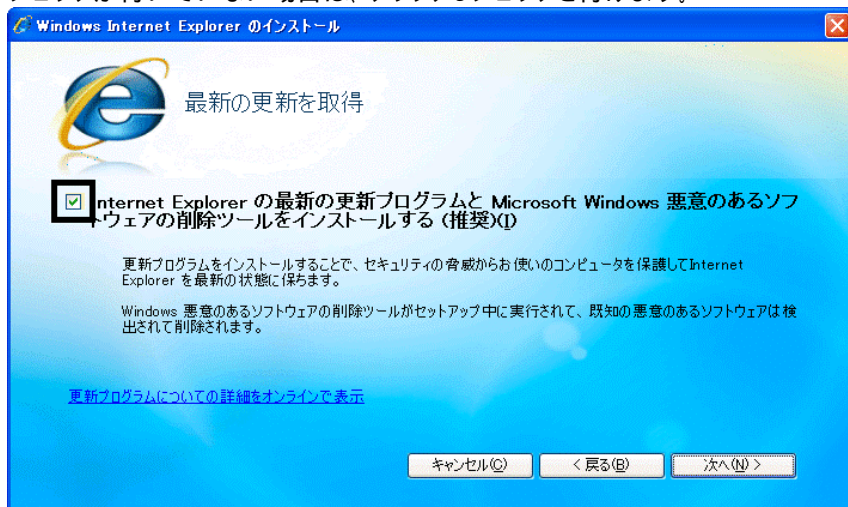 Windows Internet Explorer のインストール
最新の更新を取得
nternet Explorer の最新の更新プログラムと Microsoft Windows 悪意のあるソフ
トウェアの削除ツールをインストールする (推奨)(I)
更新プログラムをインストールすることで、セキュリティの脅威からお使いのコンピュータを保護してInternet
Explorer を最新の状態に保ちます。
Windows 悪意のあるソフトウェアの削除ツールがセットアップ中に実行されて、既知の悪意のあるソフトウェアは検
出されて削除されます。
更新プログラムについての詳細をオンラインで表示
キャンセル(C)
< 戻る(B)
次へ(N) >